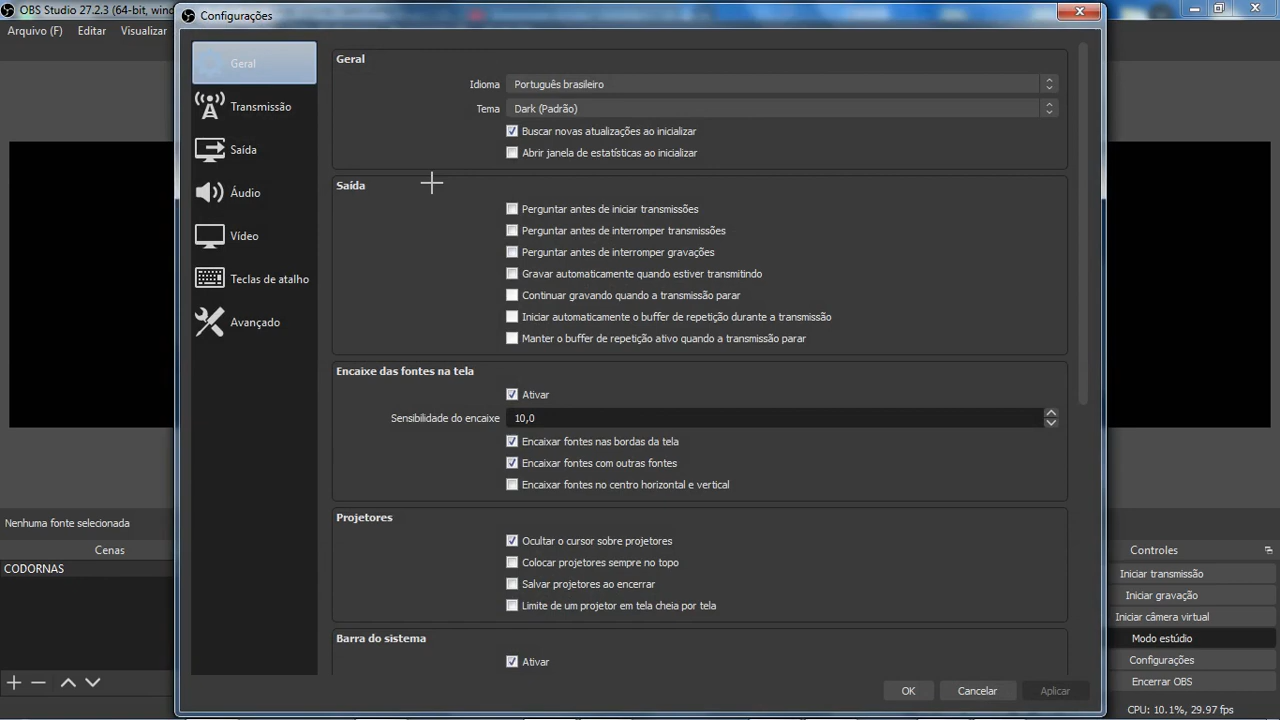 OBS Studio 27.2.3 (64-bit, wind
Arquivo (F) Editar Visualizar
Configurações
Geral
Transmissão
Saída
Áudio
Vídeo
Teclas de atalho
Avançado
Geral
Idioma Português brasileiro
Tema Dark (Padrão)
Buscar novas atualizações ao inicializar
Abrir janela de estatísticas ao inicializar
Saída
Perguntar antes de iniciar transmissões
Perguntar antes de interromper transmissões
Perguntar antes de interromper gravações
Gravar automaticamente quando estiver transmitindo
Continuar gravando quando a transmissão parar
Iniciar automaticamente o buffer de repetição durante a transmissão
Manter o buffer de repetição ativo quando a transmissão parar
Encaixe das fontes na tela
Ativar
Sensibilidade do encaixe 10,0
Encaixar fontes nas bordas da tela
Encaixar fontes com outras fontes
Encaixar fontes no centro horizontal e vertical
Projetores
Ocultar o cursor sobre projetores
Colocar projetores sempre no topo
Salvar projetores ao encerrar
Limite de um projetor em tela cheia por tela
Barra do sistema
Ativar
OK Cancelar Aplicar
Nenhuma fonte selecionada
Cenas
CODORNAS
Controles
Iniciar transmissão
Iniciar gravação
Iniciar câmera virtual
Modo estúdio
Configurações
Encerrar OBS
CPU: 10.1%, 29.97 fps